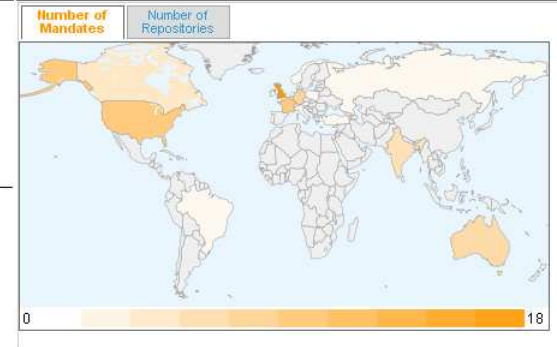 Number of
Mandates
Number of
Repositories
0
18